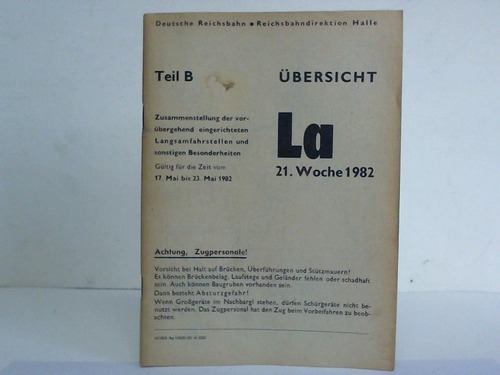 Deutsche Reichsbahn ● Reichsbahndirektion Halle
Teil B
ÜBERSICHT
Zusammenstellung der vor-
übergehend eingerichteten
Langsamfahrstellen und
sonstigen Besonderheiten
Gültig für die Zeit vom
17. Mai bis 23. Mai 1982
La
21. Woche 1982
Achtung, Zugpersonale!
Vorsicht bei Halt auf Brücken, Überführungen und Stützmauern!
Es können Brückenbelag, Laufstege und Geländer fehlen oder schadhaft
sein. Auch können Baugruben vorhanden sein.
Dann besteht Absturzgefahr!
Wenn Großgeräte im Nachbargl stehen, dürfen Schürgeräte nicht be-
nutzt werden. Das Zugpersonal hat den Zug beim Vorbeifahren zu beob-
achten.